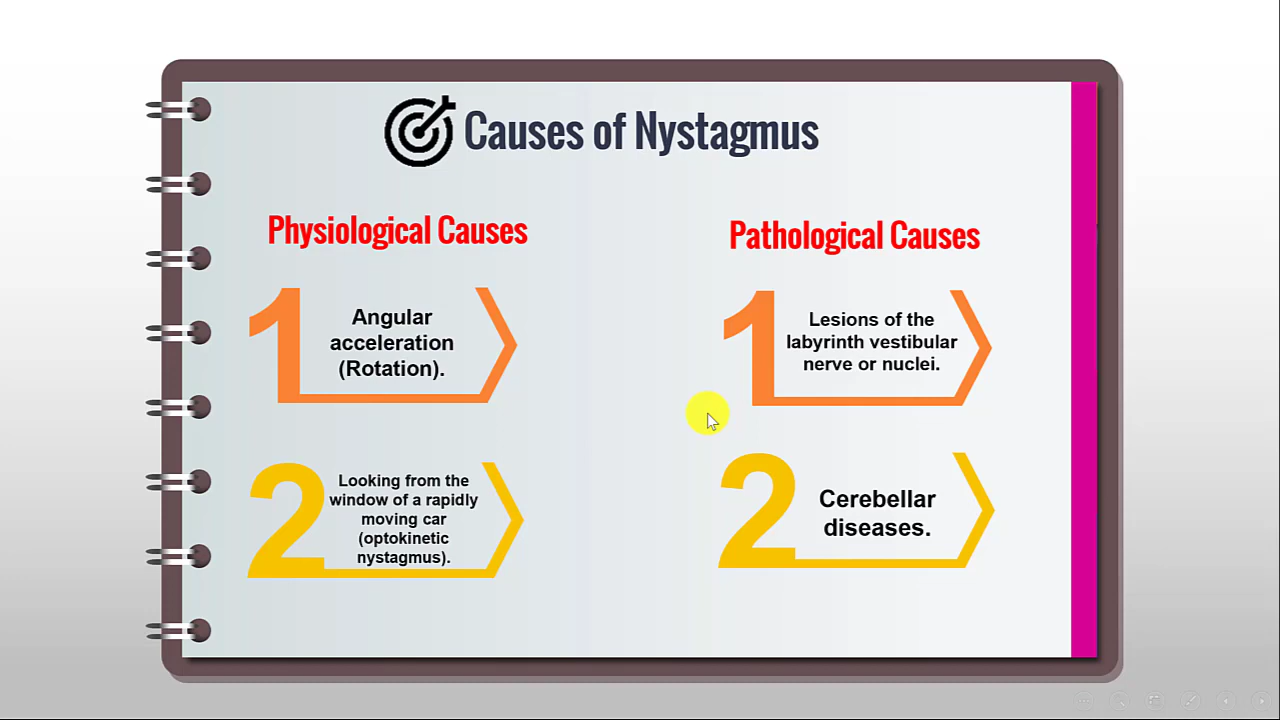 Causes of Nystagmus
Physiological Causes
1
Angular
acceleration
(Rotation).
2
Looking from the
window of a rapidly
moving car
(optokinetic
nystagmus).
Pathological Causes
1
Lesions of the
labyrinth vestibular
nerve or nuclei.
2
Cerebellar
diseases.